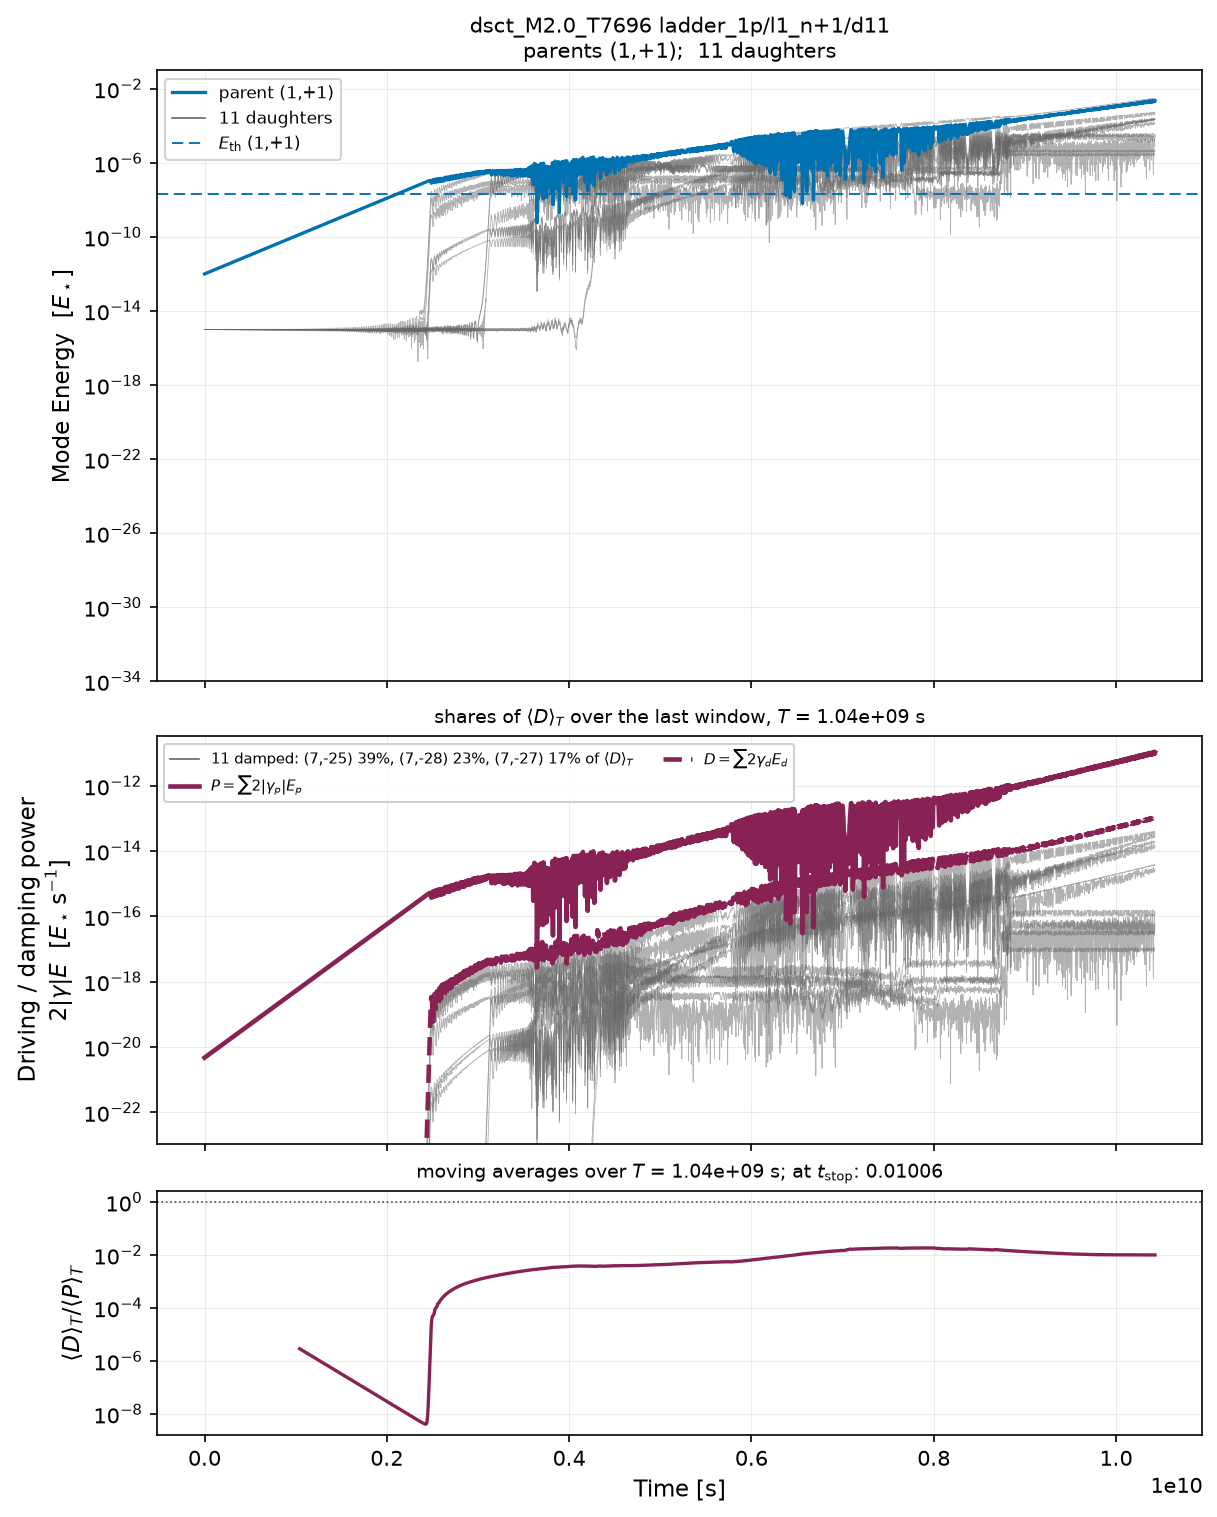 dsct_M2.0_T7696 ladder_1p/l1_n+1/d11
parents (1,+1);  11 daughters
parent (1,+1)
11 daughters
E_th (1,+1)
Mode Energy [E⋆]
10⁻²
10⁻⁶
10⁻¹⁰
10⁻¹⁴
10⁻¹⁸
10⁻²²
10⁻²⁶
10⁻³⁰
10⁻³⁴
shares of ⟨D⟩_T over the last window, T = 1.04e+09 s
11 damped: (7,-25) 39%, (7,-28) 23%, (7,-27) 17% of ⟨D⟩_T
P = ∑2|γ_p|E_p
D = ∑2γ_dE_d
Driving / damping power
2|γ|E [E⋆ s⁻¹]
10⁻¹²
10⁻¹⁴
10⁻¹⁶
10⁻¹⁸
10⁻²⁰
10⁻²²
moving averages over T = 1.04e+09 s; at t_stop: 0.01006
⟨D⟩_T/⟨P⟩_T
10⁰
10⁻²
10⁻⁴
10⁻⁶
10⁻⁸
0.0 0.2 0.4 0.6 0.8 1.0
1e10
Time [s]